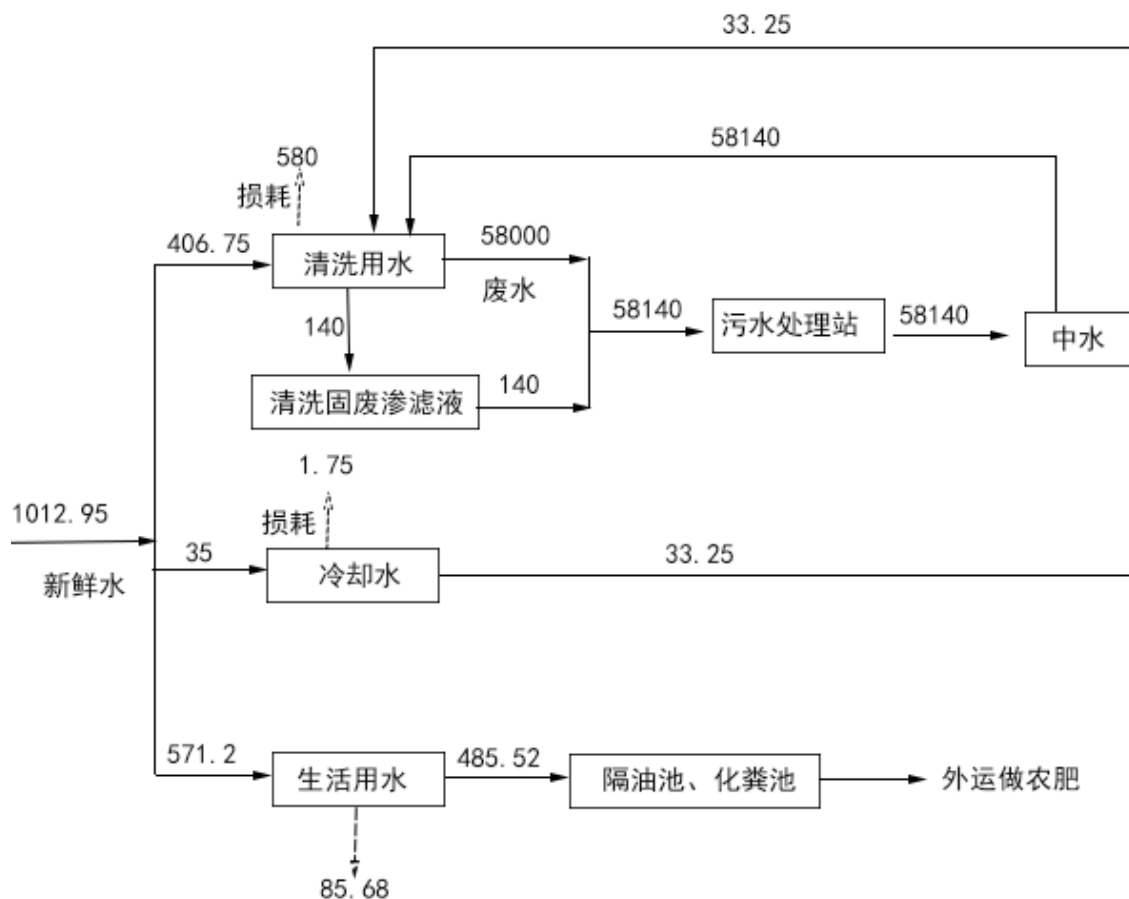 33.25
58140
580
损耗
406.75
清洗用水
58000
废水
140
58140
污水处理站
58140
中水
清洗固废渗滤液
140
1.75
损耗
1012.95
新鲜水
35
冷却水
33.25
571.2
生活用水
485.52
隔油池、化粪池
外运做农肥
85.68